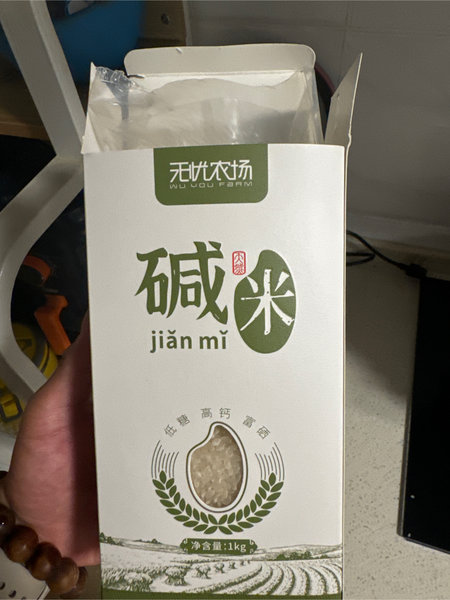 无忧农场
WU YOU FARM
碱米
jiǎn mǐ
低糖 高钙 富硒
净含量:1kg